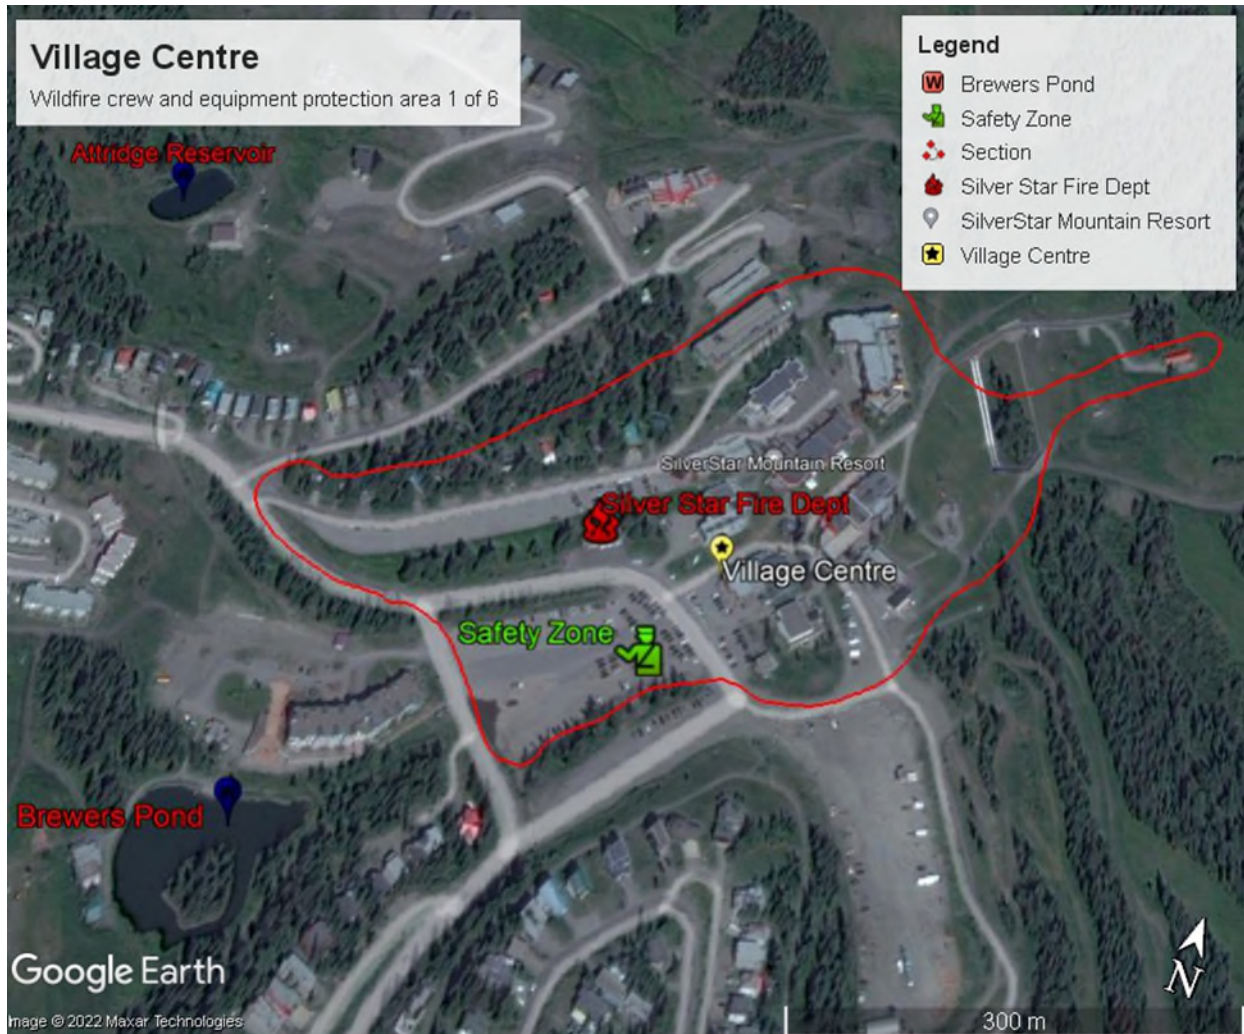 Village Centre
Wildfire crew and equipment protection area 1 of 6
Legend
W Brewers Pond
Safety Zone
Section
Silver Star Fire Dept
SilverStar Mountain Resort
Village Centre
Attridge Reservoir
SilverStar Mountain Resort
Silver Star Fire Dept
Village Centre
Safety Zone
Brewers Pond
Google Earth
Image © 2022 Maxar Technologies
N
300 m